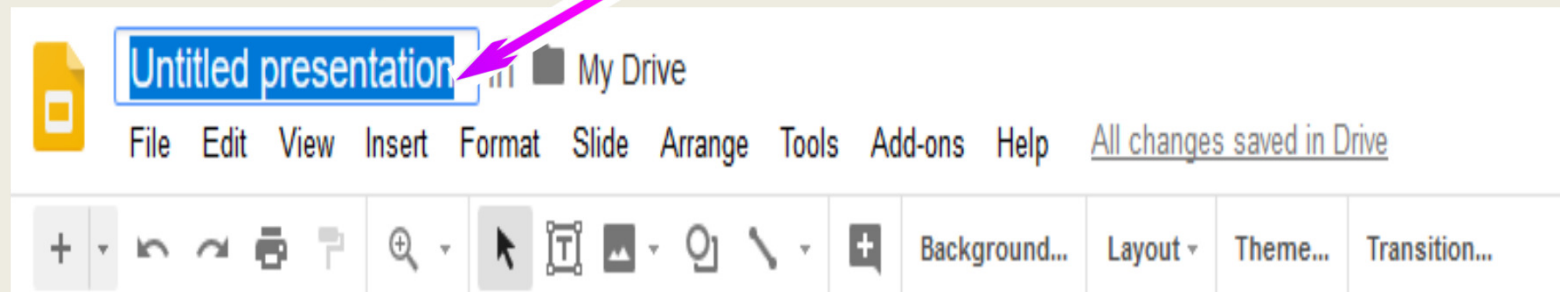 Untitled presentation in My Drive
File Edit View Insert Format Slide Arrange Tools Add-ons Help All changes saved in Drive
Background... Layout Theme... Transition...